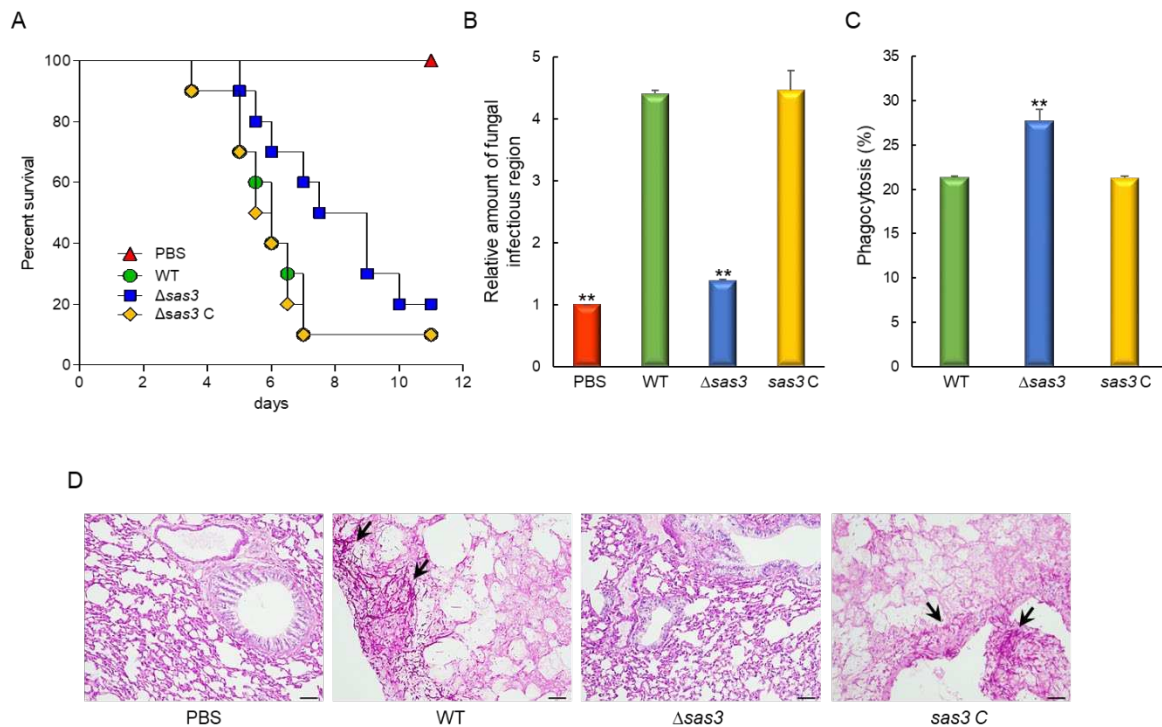 A
100
80
60
40
20
0
Percent survival
PBS
WT
Δsas3
Δsas3 C
0 2 4 6 8 10 12
days
B
5
4
3
2
1
0
Relative amount of fungal
infectious region
**
**
PBS WT Δsas3 sas3 C
C
35
30
25
20
15
10
5
0
Phagocytosis (%)
**
WT Δsas3 sas3 C
D
PBS WT Δsas3 sas3 C